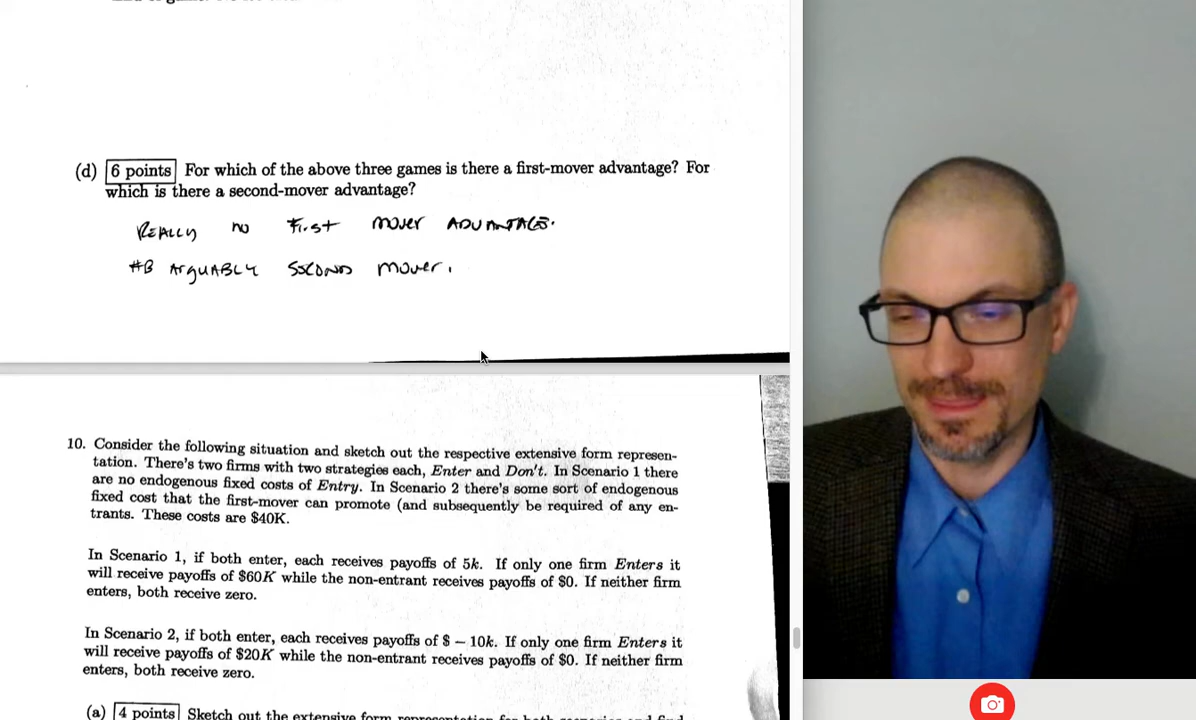 (d) 6 points For which of the above three games is there a first-mover advantage? For
which is there a second-mover advantage?
REALLY no First mover ADVANTAGE.
#B ArguABLY SECOND mover.
10. Consider the following situation and sketch out the respective extensive form represen-
tation. There's two firms with two strategies each, Enter and Don't. In Scenario 1 there
are no endogenous fixed costs of Entry. In Scenario 2 there's some sort of endogenous
fixed cost that the first-mover can promote (and subsequently be required of any en-
trants. These costs are $40K.
In Scenario 1, if both enter, each receives payoffs of 5k. If only one firm Enters it
will receive payoffs of $60K while the non-entrant receives payoffs of $0. If neither firm
enters, both receive zero.
In Scenario 2, if both enter, each receives payoffs of $ − 10k. If only one firm Enters it
will receive payoffs of $20K while the non-entrant receives payoffs of $0. If neither firm
enters, both receive zero.
(a) 4 points Sketch out the extensive form representation for both scenarios and find